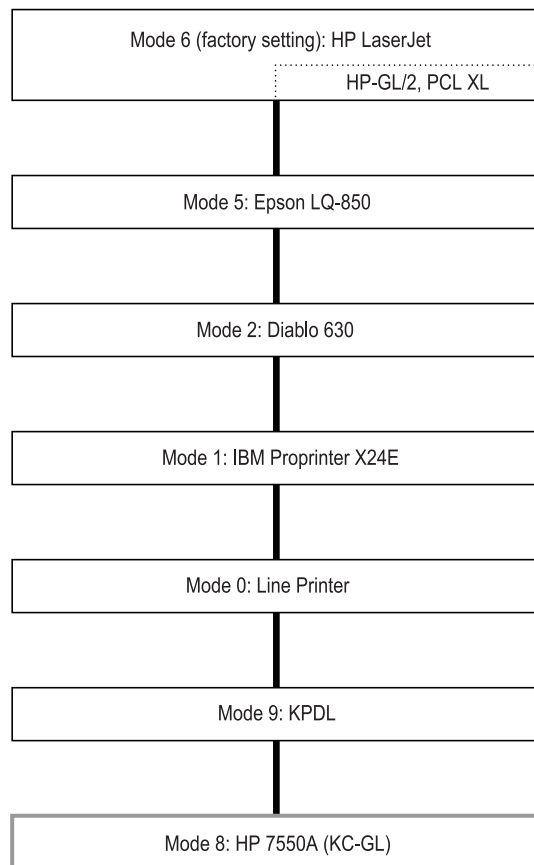 Mode 6 (factory setting): HP LaserJet
HP-GL/2, PCL XL
Mode 5: Epson LQ-850
Mode 2: Diablo 630
Mode 1: IBM Proprinter X24E
Mode 0: Line Printer
Mode 9: KPDL
Mode 8: HP 7550A (KC-GL)